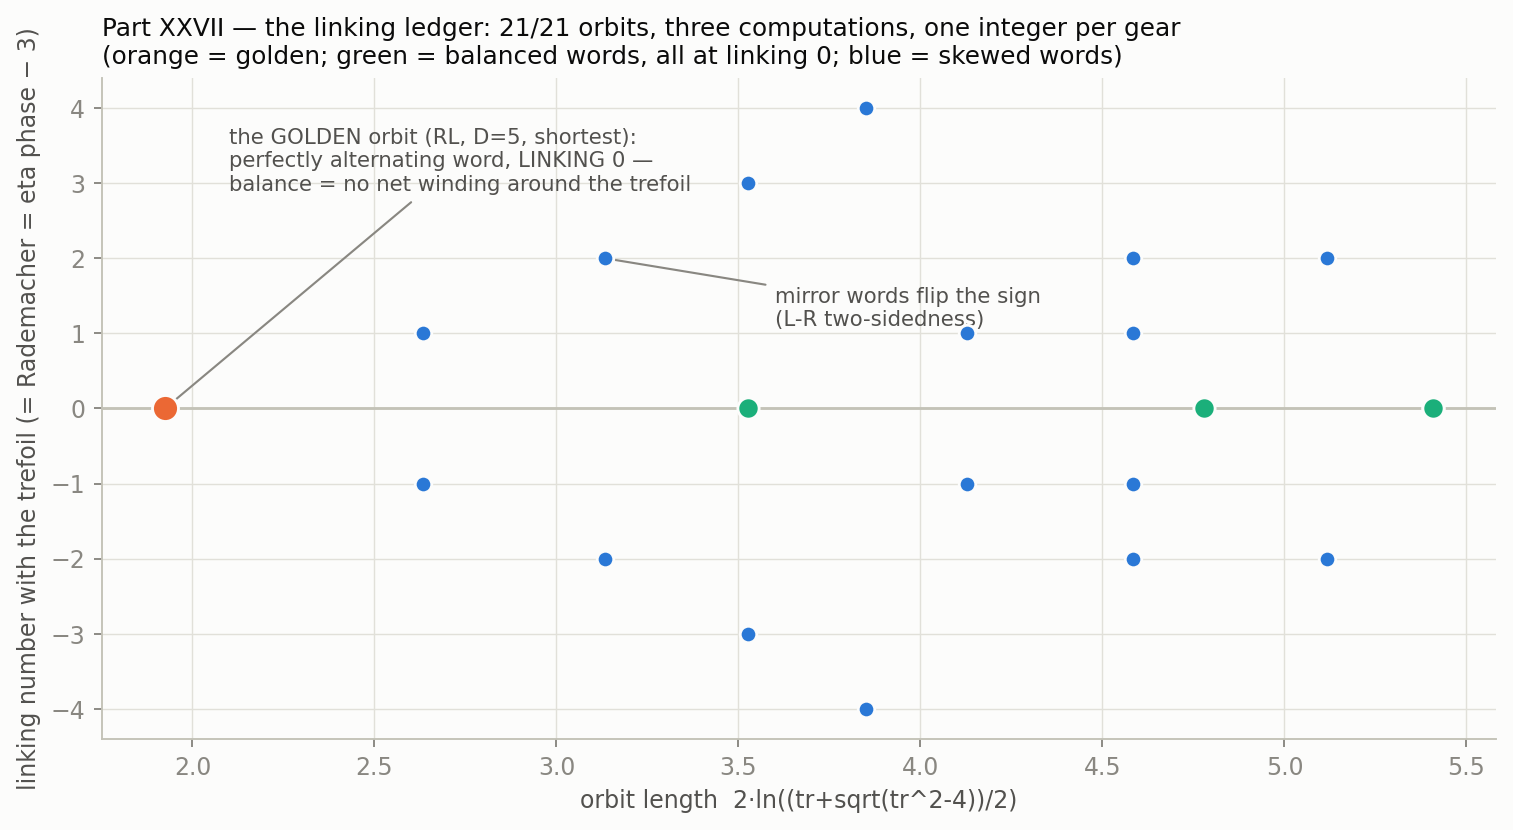 Part XXVII — the linking ledger: 21/21 orbits, three computations, one integer per gear
(orange = golden; green = balanced words, all at linking 0; blue = skewed words)
linking number with the trefoil (= Rademacher = eta phase − 3)
4
3
2
1
0
−1
−2
−3
−4
the GOLDEN orbit (RL, D=5, shortest):
perfectly alternating word, LINKING 0 —
balance = no net winding around the trefoil
mirror words flip the sign
(L-R two-sidedness)
2.0
2.5
3.0
3.5
4.0
4.5
5.0
5.5
orbit length  2·ln((tr+sqrt(tr^2-4))/2)